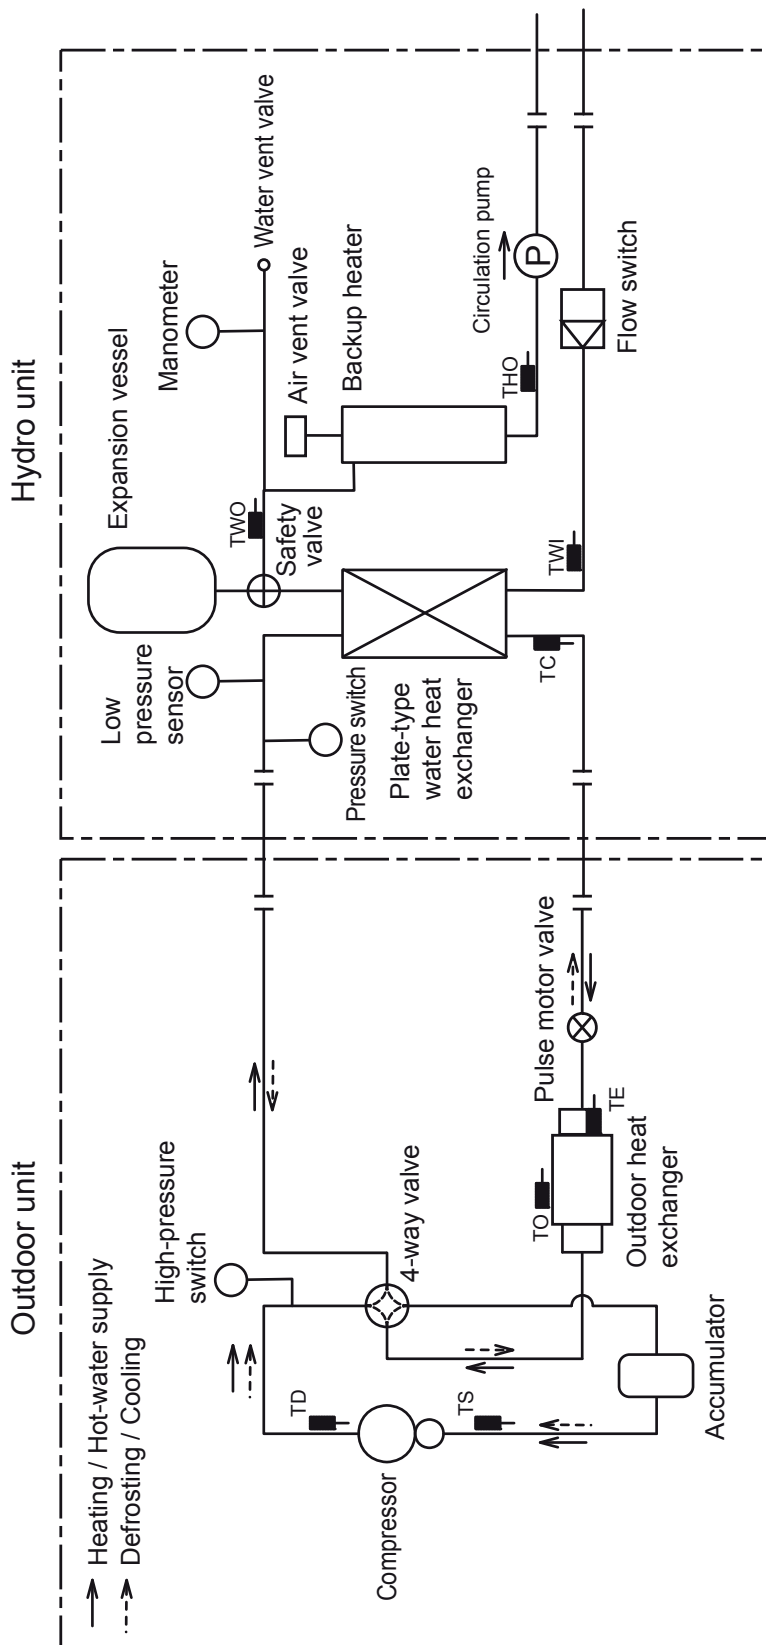 Outdoor unit
Hydro unit
Heating / Hot-water supply
Defrosting / Cooling
High-pressure
switch
4-way valve
TD
Compressor
TS
Accumulator
TO
TE
Outdoor heat
exchanger
Pulse motor valve
Low
pressure
sensor
Pressure switch
Plate-type
water heat
exchanger
TC
Expansion vessel
TWO
Safety
valve
TWI
Manometer
Water vent valve
Air vent valve
Backup heater
THO
Circulation pump
P
Flow switch